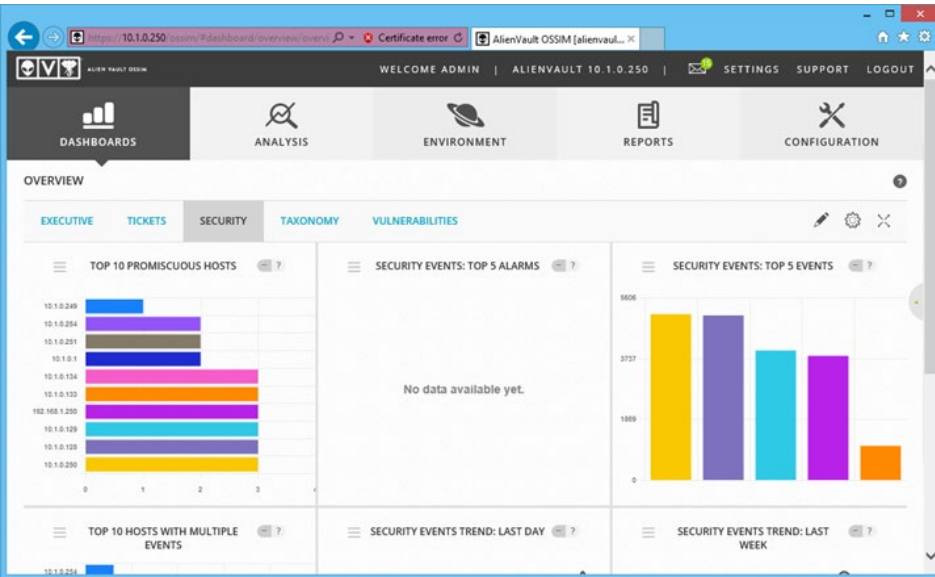 https://10.1.0.250/ossim/#dashboard/overview/overvi
Certificate error
AlienVault OSSIM [alienvaul...
ALIEN VAULT OSSIM
WELCOME ADMIN | ALIENVAULT 10.1.0.250 |
SETTINGS SUPPORT LOGOUT
DASHBOARDS
ANALYSIS
ENVIRONMENT
REPORTS
CONFIGURATION
OVERVIEW
EXECUTIVE TICKETS SECURITY TAXONOMY VULNERABILITIES
TOP 10 PROMISCUOUS HOSTS
10.1.0.249
10.1.0.254
10.1.0.251
10.1.0.1
10.1.0.134
10.1.0.133
192.168.1.250
10.1.0.129
10.1.0.128
10.1.0.250
0 1 2 3
SECURITY EVENTS: TOP 5 ALARMS
No data available yet.
SECURITY EVENTS: TOP 5 EVENTS
5606
3737
1869
0
TOP 10 HOSTS WITH MULTIPLE
EVENTS
10.1.0.254
SECURITY EVENTS TREND: LAST DAY
SECURITY EVENTS TREND: LAST
WEEK